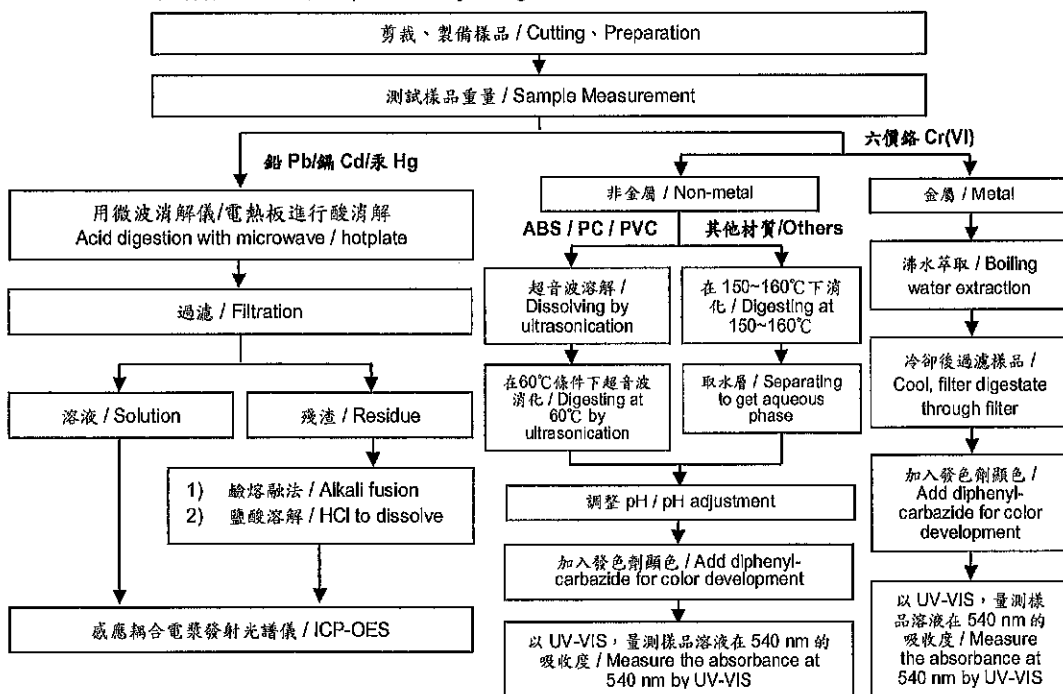 剪裁、製備樣品 / Cutting、Preparation
測試樣品重量 / Sample Measurement
鉛 Pb/鎘 Cd/汞 Hg
六價鉻 Cr(VI)
用微波消解儀/電熱板進行酸消解
Acid digestion with microwave / hotplate
過濾 / Filtration
溶液 / Solution
殘渣 / Residue
1) 鹼熔融法 / Alkali fusion
2) 鹽酸溶解 / HCl to dissolve
感應耦合電漿發射光譜儀 / ICP-OES
非金屬 / Non-metal
ABS / PC / PVC
其他材質/Others
超音波溶解 /
Dissolving by
ultrasonication
在 150~160℃下消
化 / Digesting at
150~160℃
在60℃條件下超音波
消化 / Digesting at
60℃ by
ultrasonication
取水層 / Separating
to get aqueous
phase
調整 pH / pH adjustment
加入發色劑顯色 / Add diphenyl-
carbazide for color development
以 UV-VIS，量測樣品溶液在 540 nm 的
吸收度 / Measure the absorbance at
540 nm by UV-VIS
金屬 / Metal
沸水萃取 / Boiling
water extraction
冷卻後過濾樣品 /
Cool, filter digestate
through filter
加入發色劑顯色 /
Add diphenyl-
carbazide for color
development
以 UV-VIS，量測樣
品溶液在 540 nm 的
吸收度 / Measure
the absorbance at
540 nm by UV-VIS